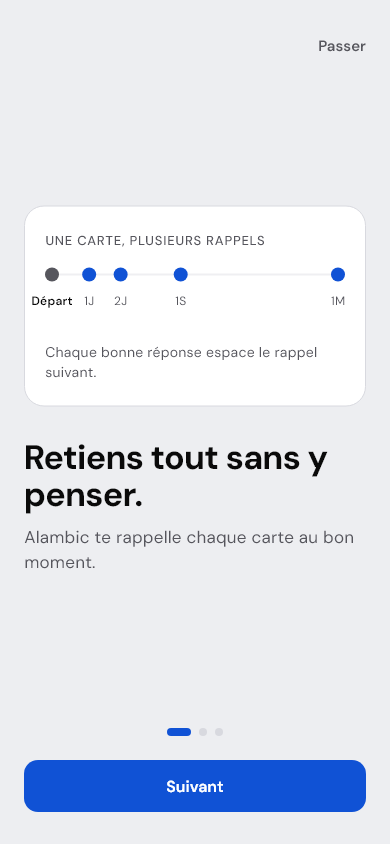 Passer
UNE CARTE, PLUSIEURS RAPPELS
Départ 1J 2J 1S 1M
Chaque bonne réponse espace le rappel
suivant.
Retiens tout sans y
penser.
Alambic te rappelle chaque carte au bon
moment.
Suivant